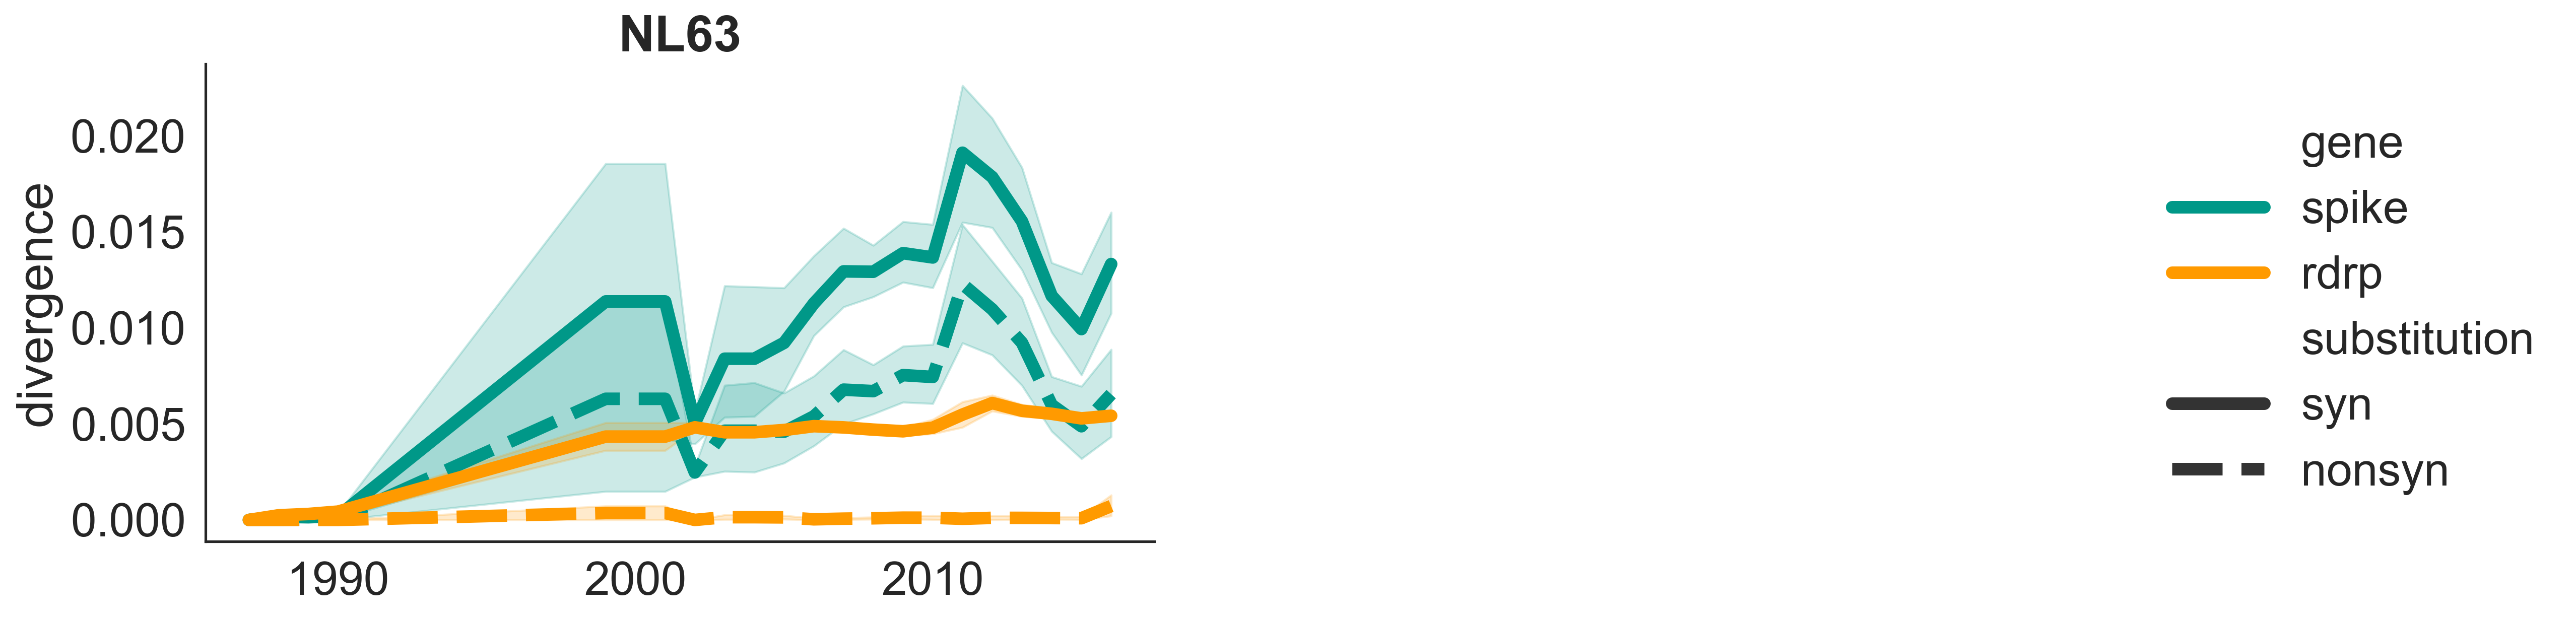 NL63
divergence
0.020
0.015
0.010
0.005
0.000
1990
2000
2010
gene
spike
rdrp
substitution
syn
nonsyn